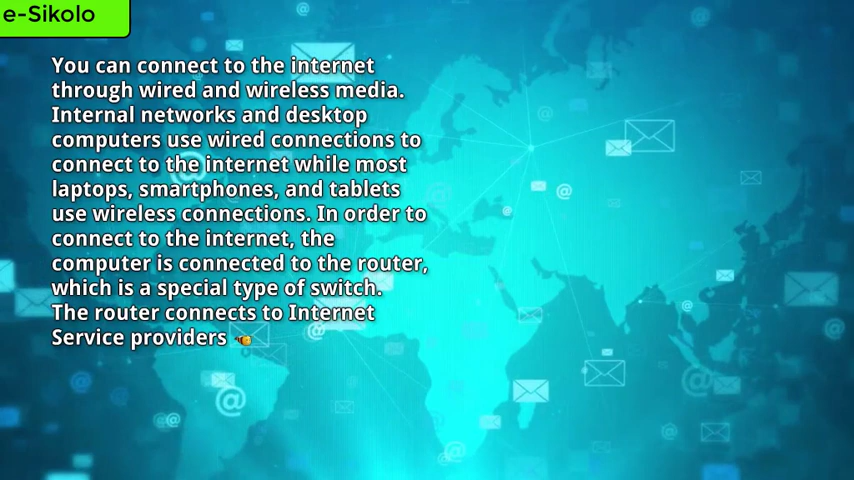 e-Sikolo
You can connect to the internet
through wired and wireless media.
Internal networks and desktop
computers use wired connections to
connect to the internet while most
laptops, smartphones, and tablets
use wireless connections. In order to
connect to the internet, the
computer is connected to the router,
which is a special type of switch.
The router connects to Internet
Service providers